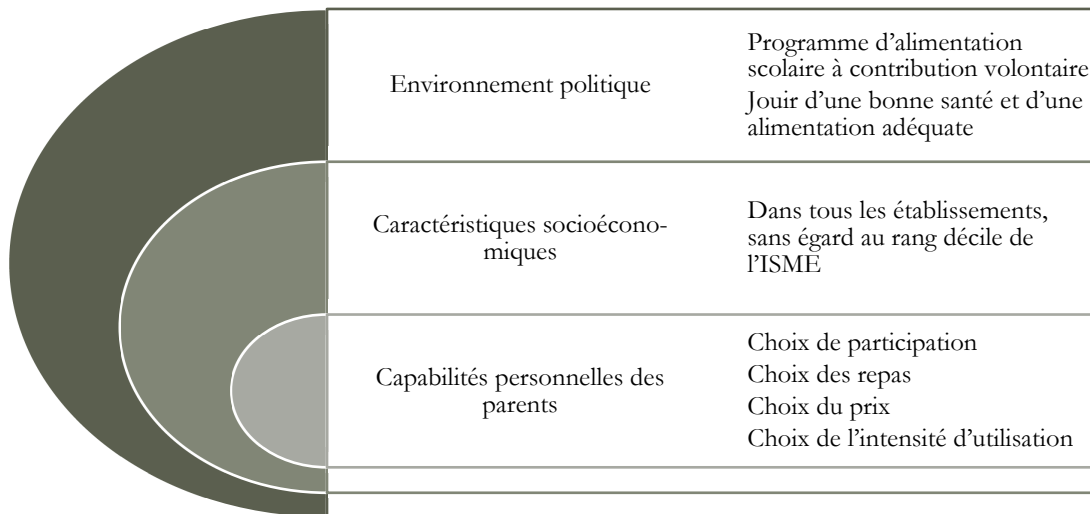 Environnement politique
Programme d’alimentation
scolaire à contribution volontaire
Jouir d’une bonne santé et d’une
alimentation adéquate
Caractéristiques socioécono-
miques
Dans tous les établissements,
sans égard au rang décile de
l’ISME
Capabilités personnelles des
parents
Choix de participation
Choix des repas
Choix du prix
Choix de l’intensité d’utilisation